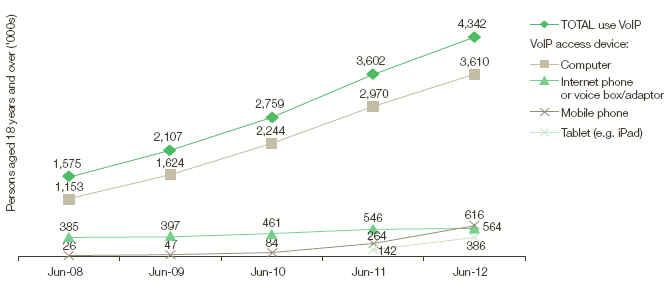 Persons aged 18 years and over ('000s)
4,342
3,602
3,610
2,759
2,970
2,107
2,244
1,575
1,624
1,153
385
397
461
546
616
564
26
47
84
264
142
386
Jun-08
Jun-09
Jun-10
Jun-11
Jun-12
TOTAL use VoIP
VoIP access device:
Computer
Internet phone
or voice box/adaptor
Mobile phone
Tablet (e.g. iPad)